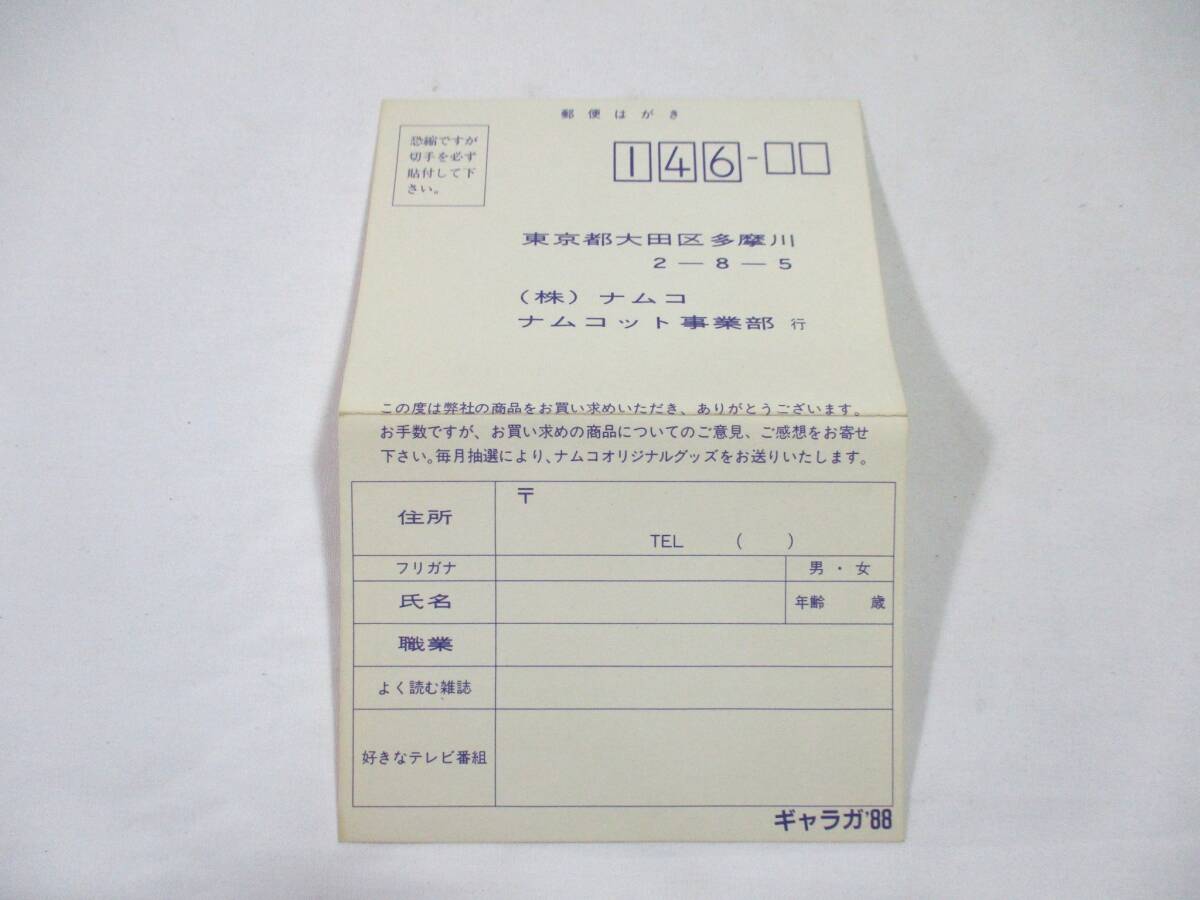 郵便はがき
恐縮ですが
切手を必ず
貼付して下
さい。
146-
東京都大田区多摩川
2－8－5
（株）ナムコ
ナムコット事業部 行
この度は弊社の商品をお買い求めいただき、ありがとうございます。
お手数ですが、お買い求めの商品についてのご意見、ご感想をお寄せ
下さい。毎月抽選により、ナムコオリジナルグッズをお送りいたします。
住所 〒
TEL （ ）
フリガナ 男・女
氏名 年齢 歳
職業
よく読む雑誌
好きなテレビ番組
ギャラガ'88